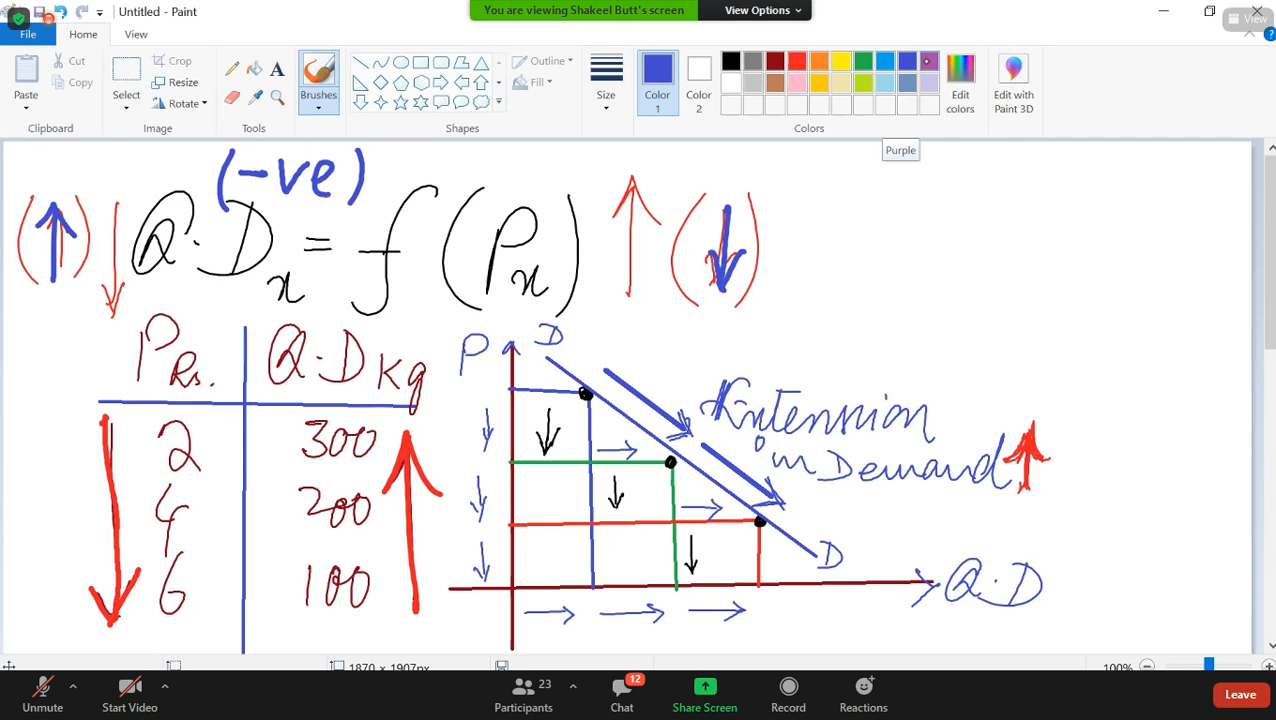 Untitled - Paint
You are viewing Shakeel Butt's screen
View Options
View
File
Home
View
Paste
Cut
Copy
Clipboard
Select
Crop
Resize
Rotate
Image
Tools
Brushes
Shapes
Outline
Fill
Size
Color 1
Color 2
Colors
Edit colors
Edit with Paint 3D
Purple
(-ve)
Q.Dx = f(Px)
P Rs.
Q.D Kg
2 300
4 200
6 100
P
D
Extension
in Demand
D
Q.D
1870 × 1907px
100%
Unmute
Start Video
23
Participants
12
Chat
Share Screen
Record
Reactions
Leave